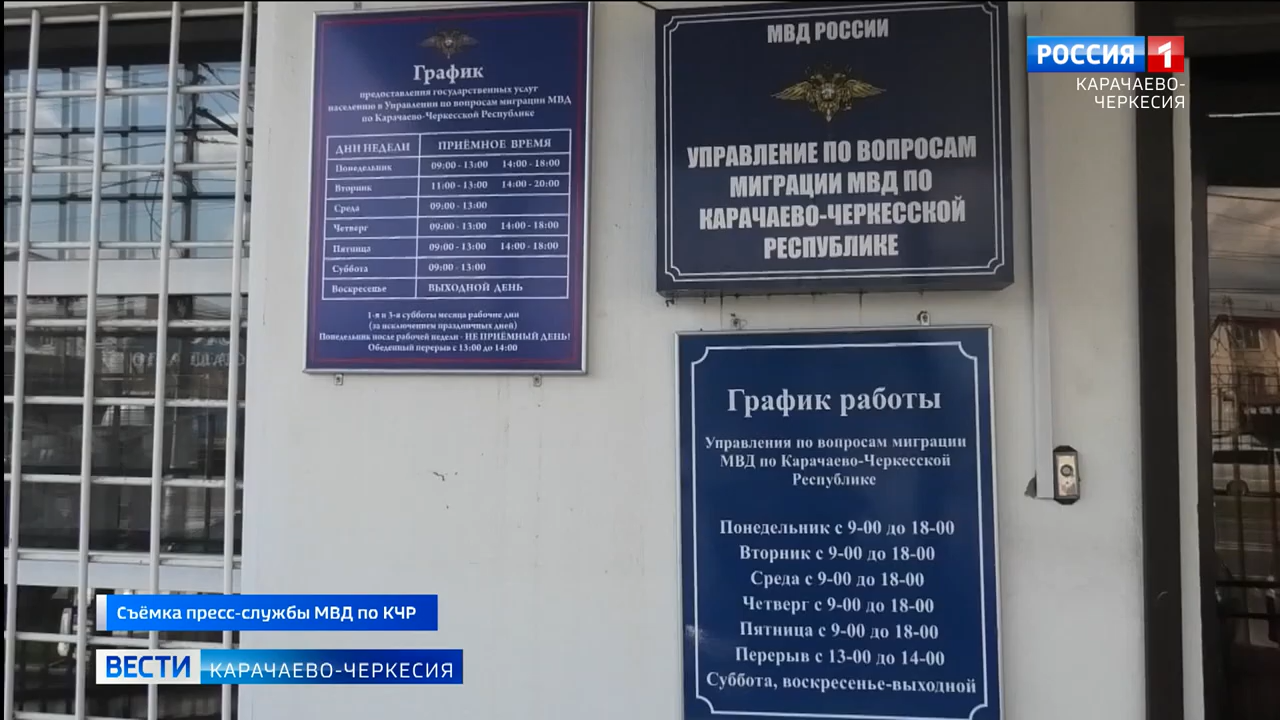 График
предоставления государственных услуг
населению в Управлении по вопросам миграции МВД
по Карачаево-Черкесской Республике
ДНИ НЕДЕЛИ ПРИЁМНОЕ ВРЕМЯ
Понедельник 09:00 - 13:00 14:00 - 18:00
Вторник 11:00 - 13:00 14:00 - 20:00
Среда 09:00 - 13:00
Четверг 09:00 - 13:00 14:00 - 18:00
Пятница 09:00 - 13:00 14:00 - 18:00
Суббота 09:00 - 13:00
Воскресенье ВЫХОДНОЙ ДЕНЬ
1-я и 3-я субботы месяца рабочие дни
(за исключением праздничных дней)
Понедельник после рабочей недели - НЕ ПРИЁМНЫЙ ДЕНЬ!
Обеденный перерыв с 13:00 до 14:00
МВД РОССИИ
УПРАВЛЕНИЕ ПО ВОПРОСАМ
МИГРАЦИИ МВД ПО
КАРАЧАЕВО-ЧЕРКЕССКОЙ
РЕСПУБЛИКЕ
РОССИЯ 1
КАРАЧАЕВО-
ЧЕРКЕСИЯ
График работы
Управления по вопросам миграции
МВД по Карачаево-Черкесской
Республике
Понедельник с 9-00 до 18-00
Вторник с 9-00 до 18-00
Среда с 9-00 до 18-00
Четверг с 9-00 до 18-00
Пятница с 9-00 до 18-00
Перерыв с 13-00 до 14-00
Суббота, воскресенье-выходной
Съёмка пресс-службы МВД по КЧР
ВЕСТИ КАРАЧАЕВО-ЧЕРКЕСИЯ